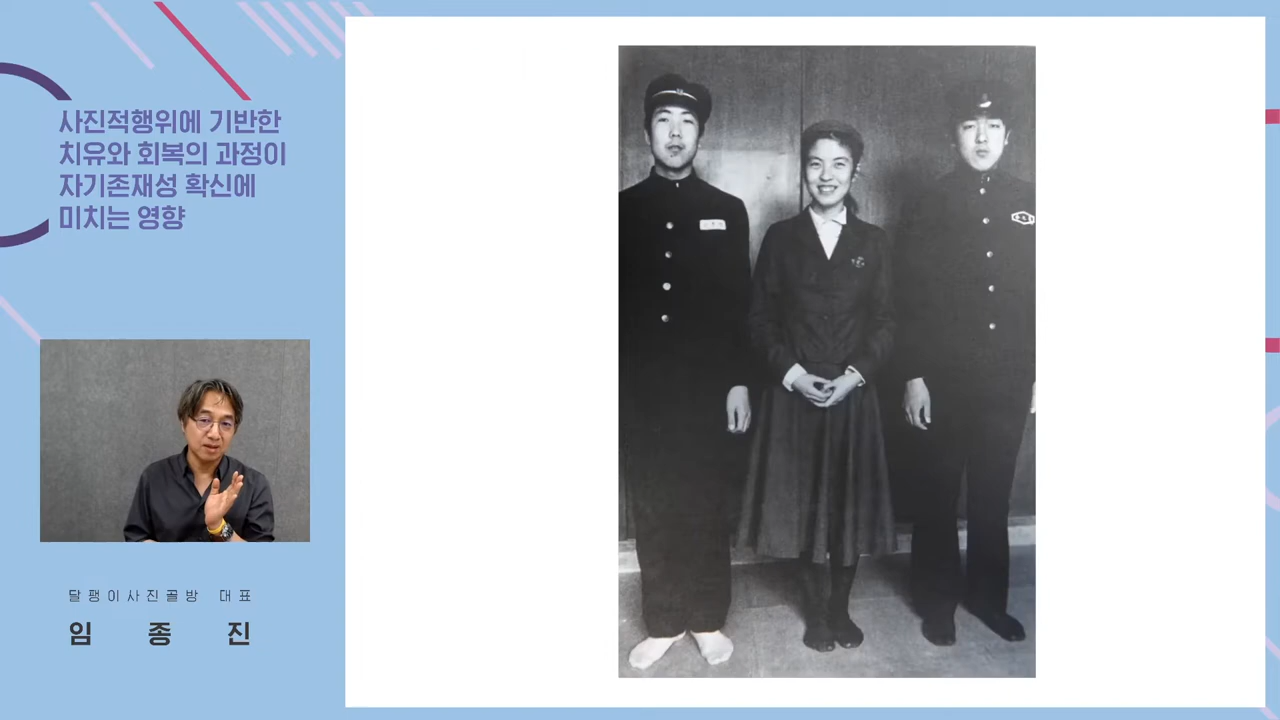 사진적행위에 기반한
치유와 회복의 과정이
자기존재성 확신에
미치는 영향
달팽이사진골방 대표
임종진